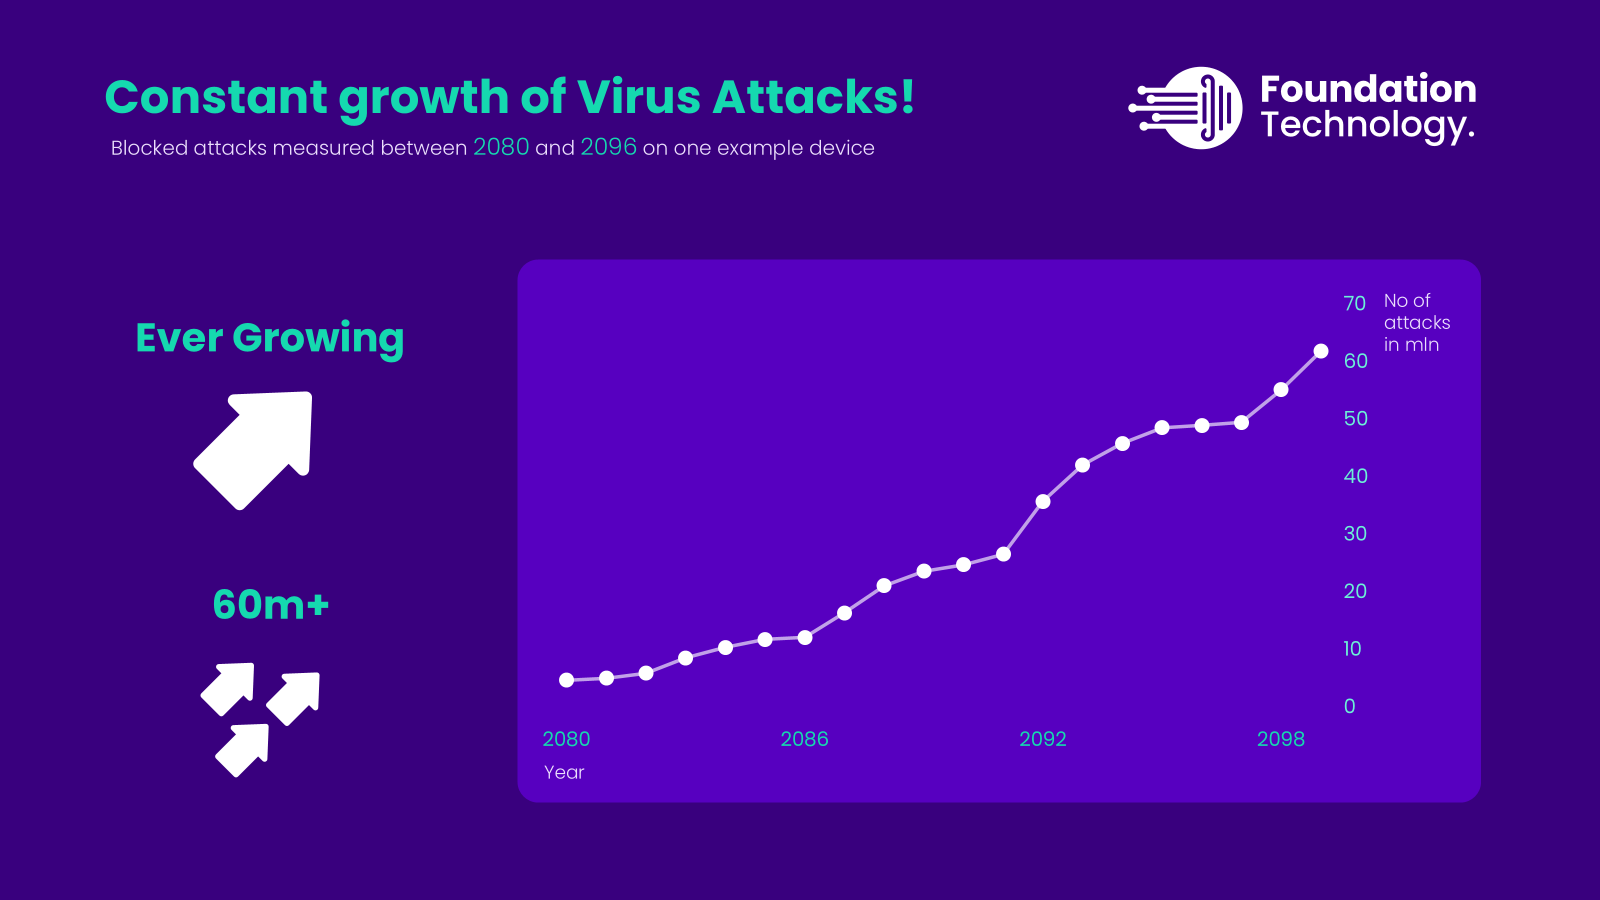 Constant growth of Virus Attacks!
Blocked attacks measured between 2080 and 2096 on one example device
Foundation
Technology.
Ever Growing
60m+
70
No of
attacks
in mln
60
50
40
30
20
10
0
2080
2086
2092
2098
Year